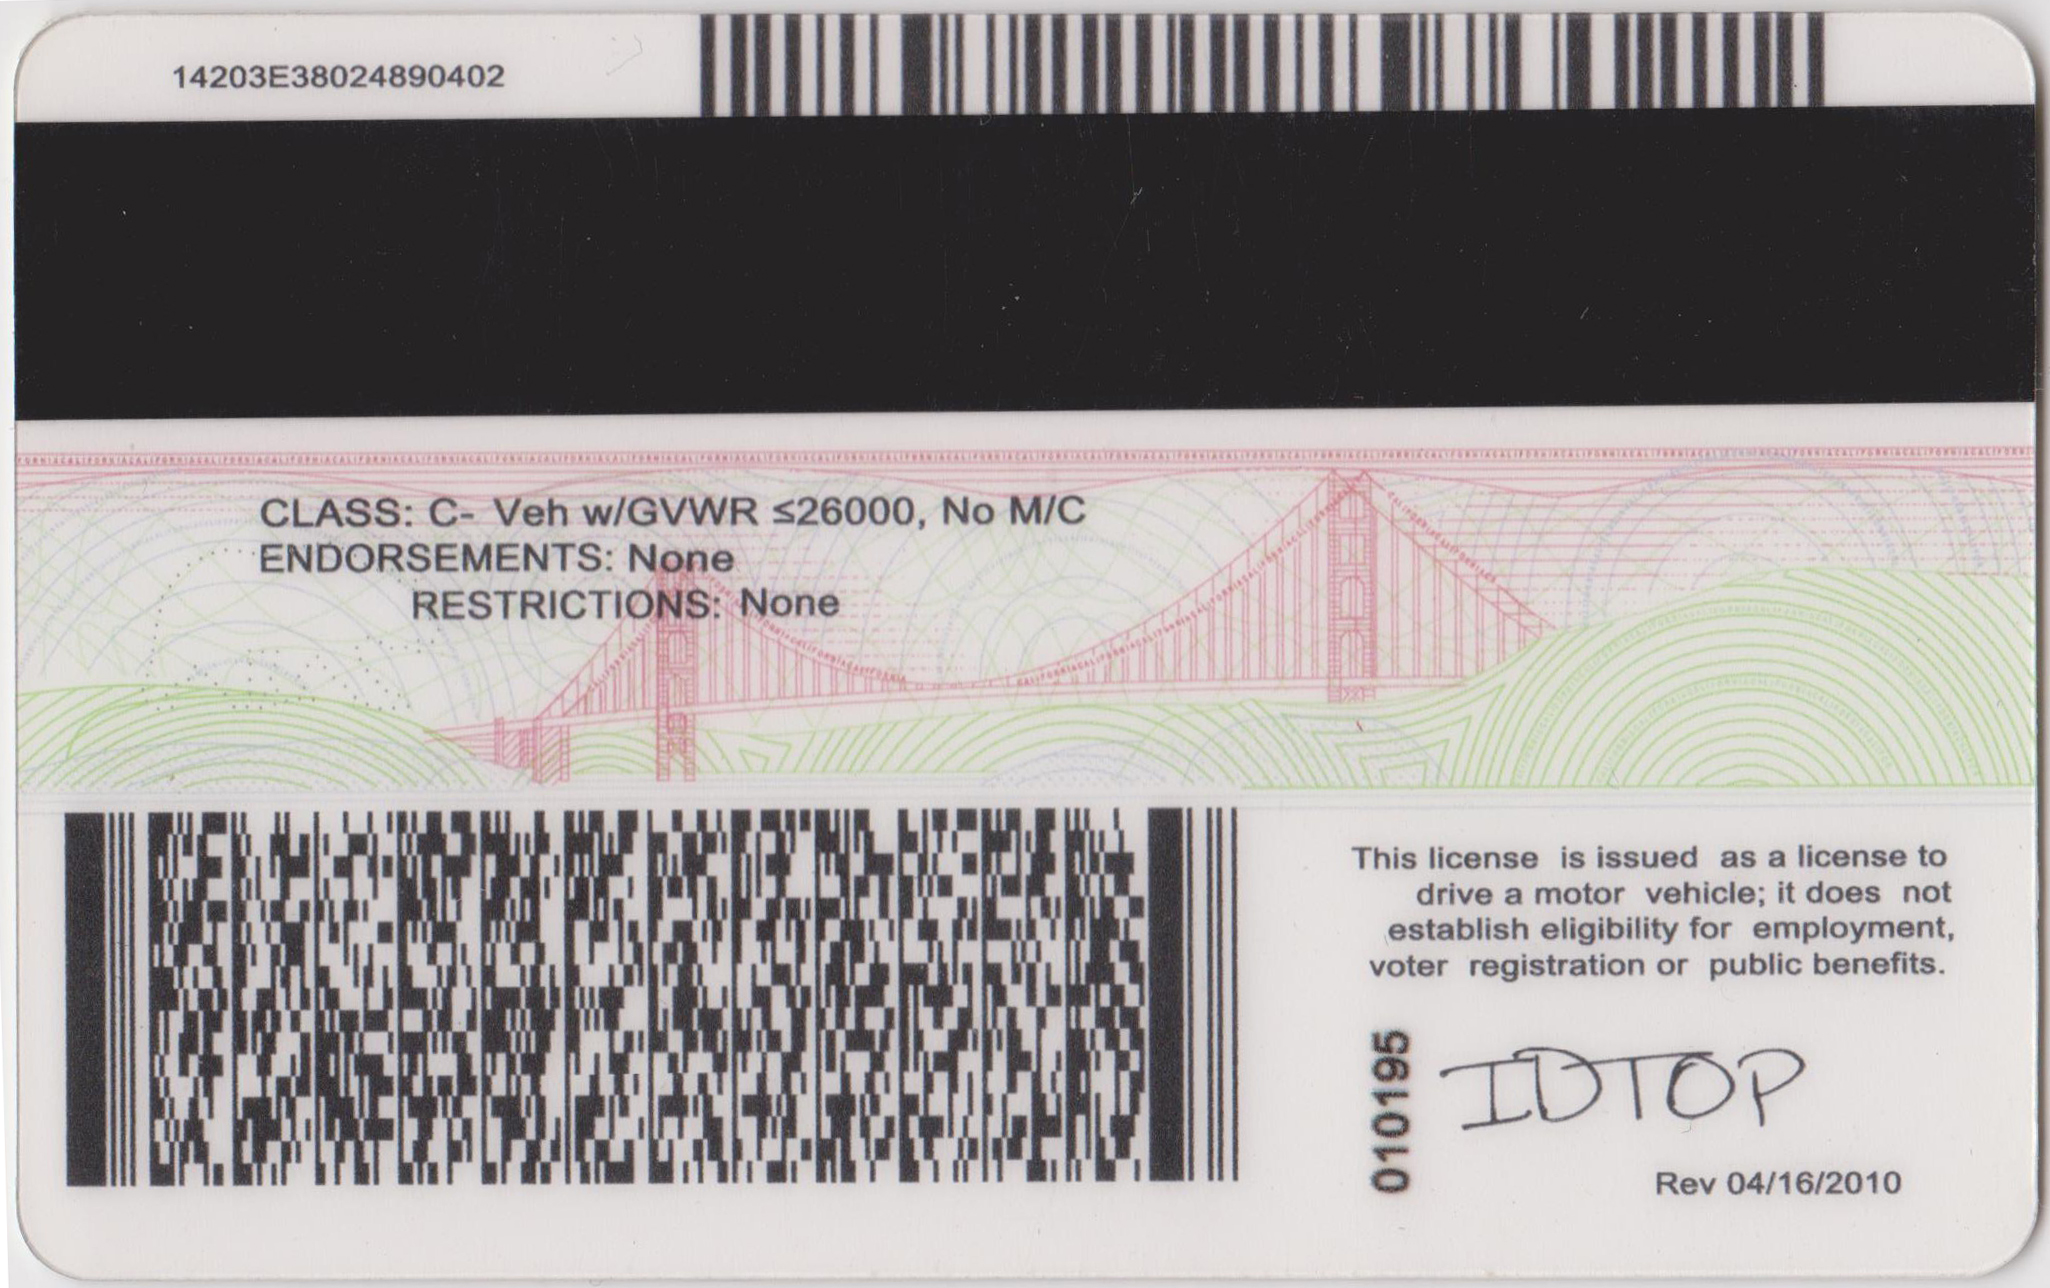 14203E38024890402
CLASS: C- Veh w/GVWR ≤26000, No M/C
ENDORSEMENTS: None
RESTRICTIONS: None
This license is issued as a license to
drive a motor vehicle; it does not
establish eligibility for employment,
voter registration or public benefits.
010195
IDTOP
Rev 04/16/2010